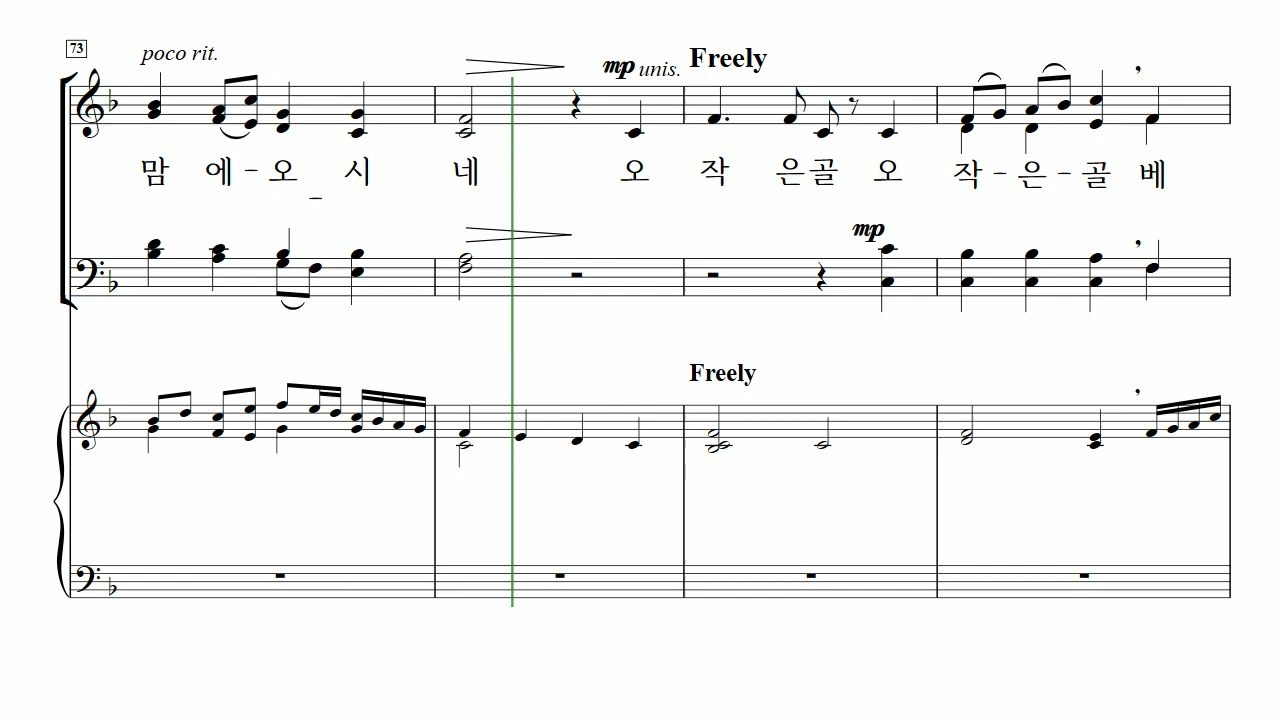 73
poco rit.
mp unis. Freely
맘 에 - 오 시 네 오 작 은 골 오 작 - 은 - 골 베
mp
Freely